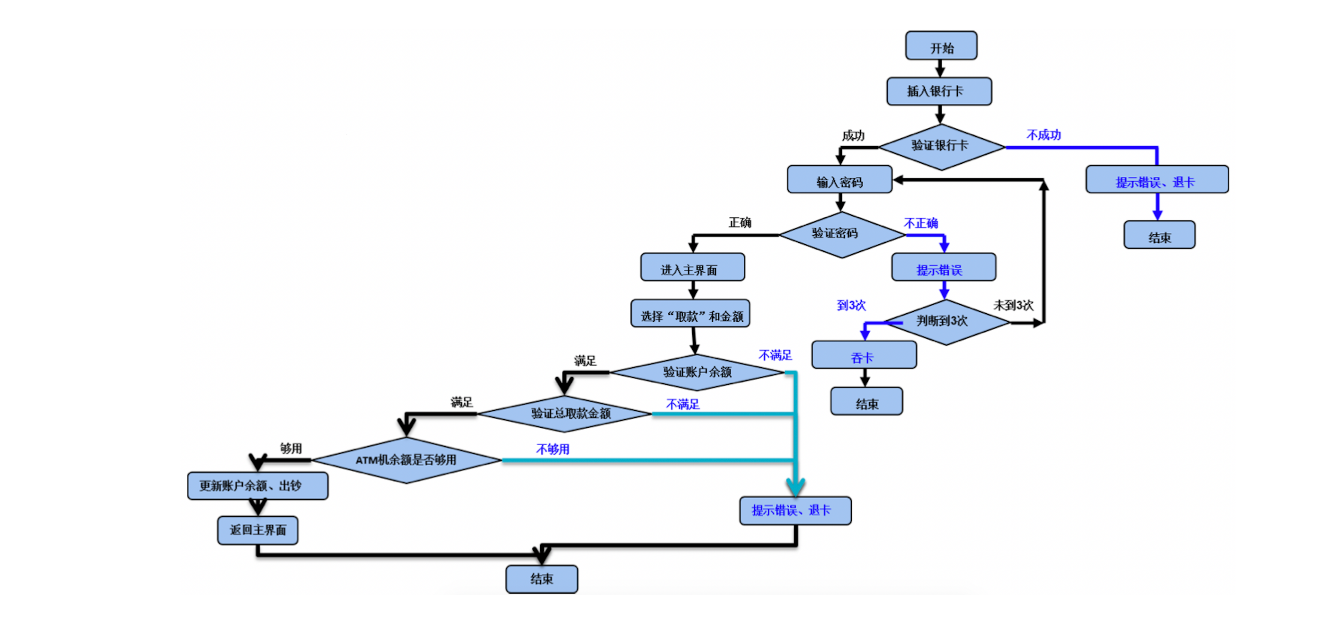 开始
插入银行卡
成功
验证银行卡
不成功
输入密码
提示错误、退卡
正确
验证密码
不正确
结束
进入主界面
提示错误
选择“取款”和金额
到3次
判断到3次
未到3次
满足
验证账户余额
不满足
吞卡
满足
验证总取款金额
不满足
结束
够用
ATM机余额是否够用
不够用
更新账户余额、出钞
提示错误、退卡
返回主界面
结束